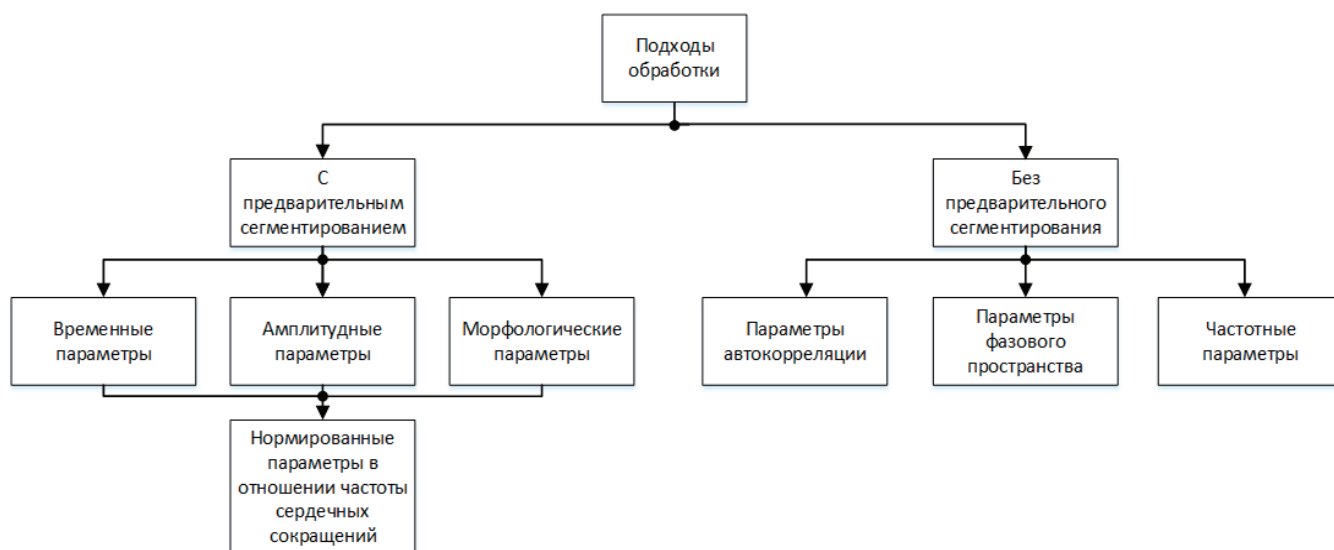 Подходы
обработки
С
предварительным
сегментированием
Без
предварительного
сегментирования
Временные
параметры
Амплитудные
параметры
Морфологические
параметры
Параметры
автокорреляции
Параметры
фазового
пространства
Частотные
параметры
Нормированные
параметры в
отношении частоты
сердечных
сокращений